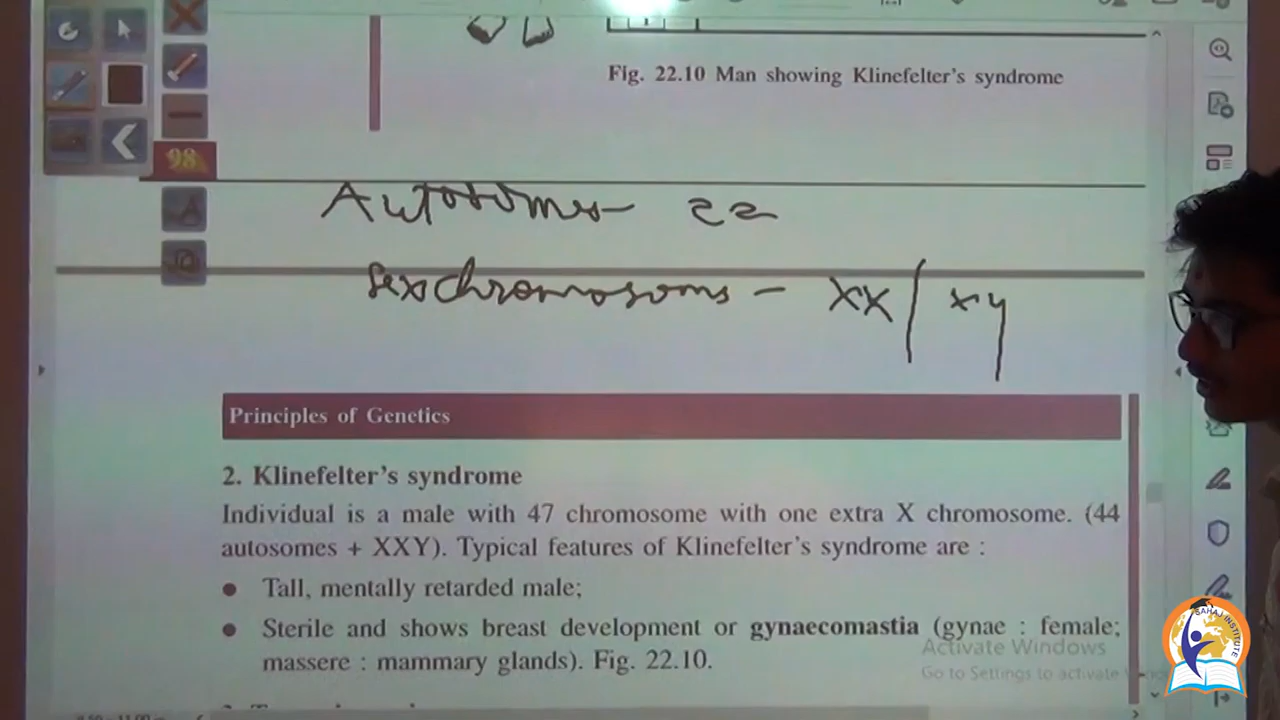 Fig. 22.10 Man showing Klinefelter's syndrome
98
Autosomes- 22
sexchromosoms - XX / xy
Principles of Genetics
2. Klinefelter's syndrome
Individual is a male with 47 chromosome with one extra X chromosome. (44
autosomes + XXY). Typical features of Klinefelter's syndrome are :
● Tall, mentally retarded male;
● Sterile and shows breast development or gynaecomastia (gynae : female;
massere : mammary glands). Fig. 22.10.
Activate Windows
Go to Settings to activate
SAHAJ INSTITUTE